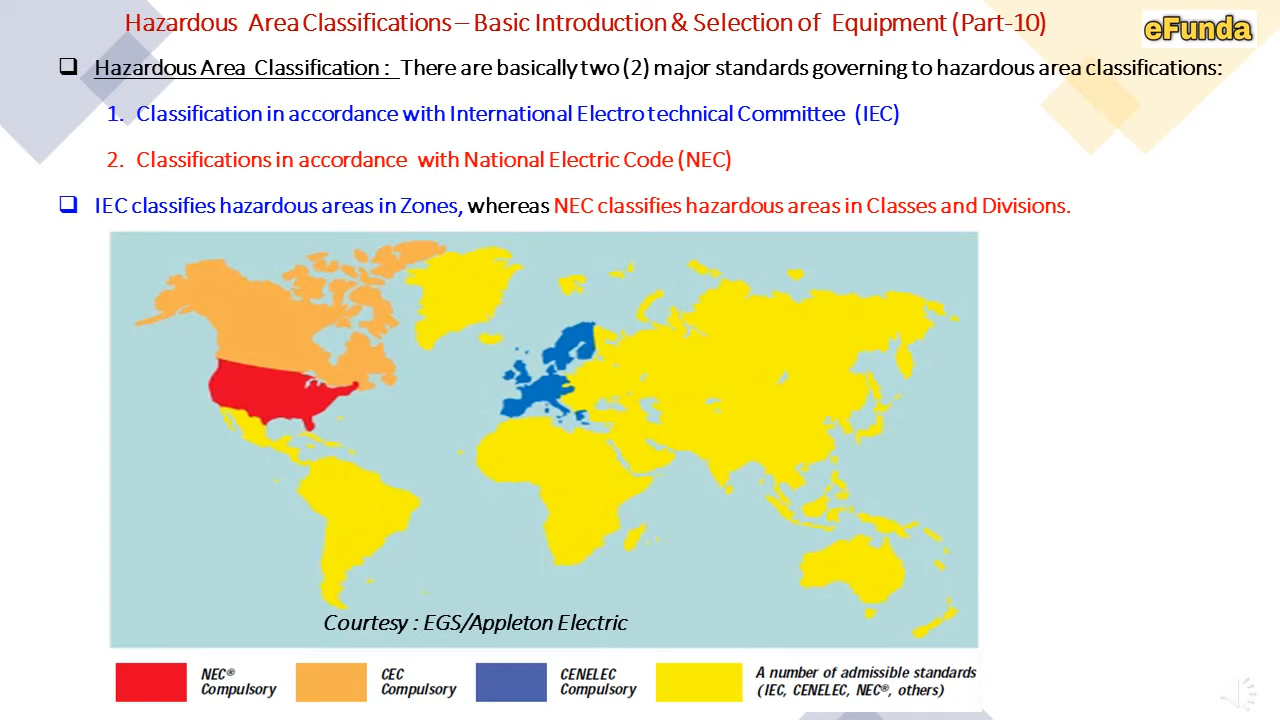 Hazardous Area Classifications – Basic Introduction & Selection of Equipment (Part-10)
eFunda
Hazardous Area Classification : There are basically two (2) major standards governing to hazardous area classifications:
1. Classification in accordance with International Electro technical Committee (IEC)
2. Classifications in accordance with National Electric Code (NEC)
IEC classifies hazardous areas in Zones, whereas NEC classifies hazardous areas in Classes and Divisions.
Courtesy : EGS/Appleton Electric
NEC®
Compulsory
CEC
Compulsory
CENELEC
Compulsory
A number of admissible standards
(IEC, CENELEC, NEC®, others)